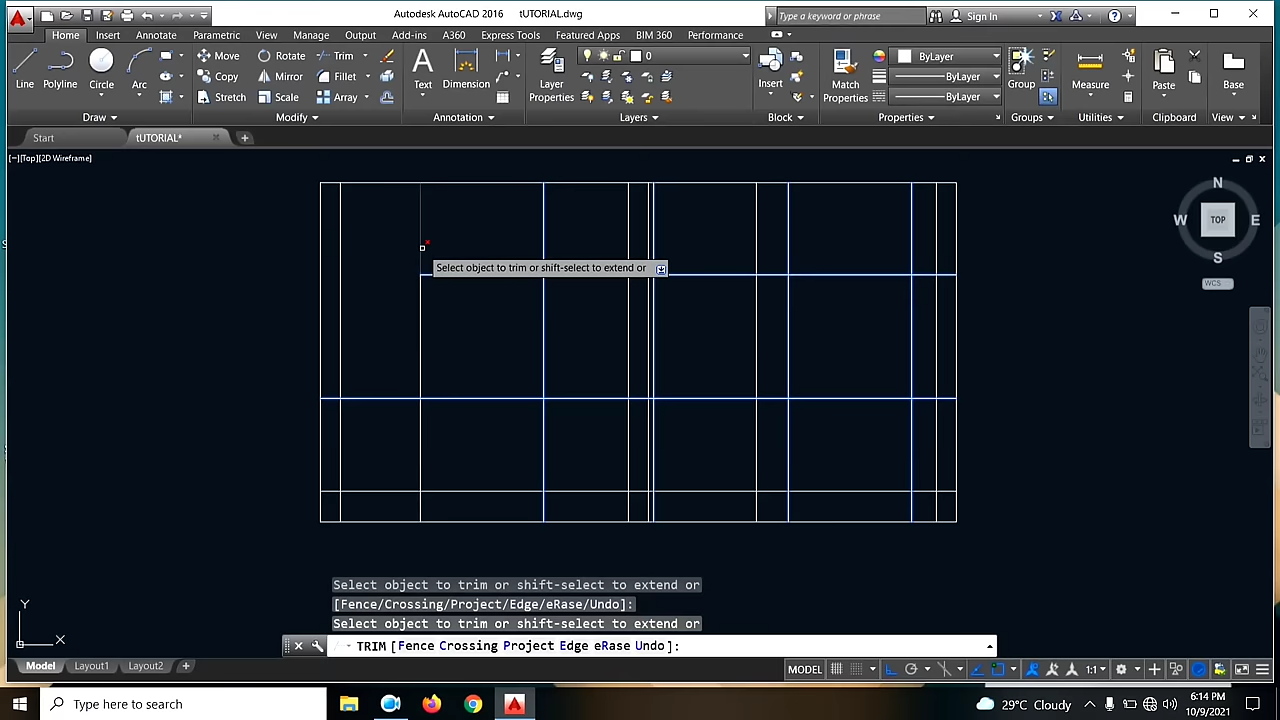 Autodesk AutoCAD 2016 tUTORIAL.dwg
Type a keyword or phrase
Sign In
Home Insert Annotate Parametric View Manage Output Add-ins A360 Express Tools Featured Apps BIM 360 Performance
Line Polyline Circle Arc
Move Rotate Trim
Copy Mirror Fillet
Stretch Scale Array
Text Dimension
Layer Properties
0
Insert
Match Properties
ByLayer
ByLayer
ByLayer
Group
Measure
Paste
Base
Draw Modify Annotation Layers Block Properties Groups Utilities Clipboard View
Start tUTORIAL*
[−][Top][2D Wireframe]
N
W TOP E
S
WCS
Select object to trim or shift-select to extend or
Select object to trim or shift-select to extend or
[Fence/Crossing/Project/Edge/eRase/Undo]:
Select object to trim or shift-select to extend or
TRIM [Fence Crossing Project Edge eRase Undo]:
Y
X
Model Layout1 Layout2
MODEL 1:1
Type here to search
29°C Cloudy
6:14 PM
10/9/2021